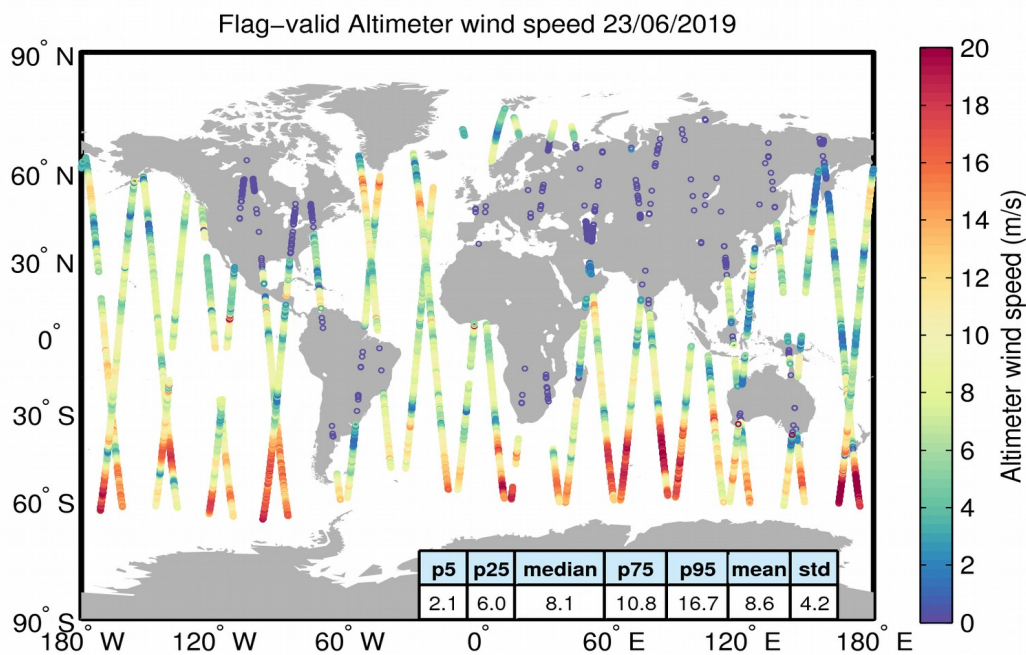 Flag−valid Altimeter wind speed 23/06/2019
90° N
60° N
30° N
0°
30° S
60° S
90° S
180° W
120° W
60° W
0°
60° E
120° E
180° E
p5 p25 median p75 p95 mean std
2.1 6.0 8.1 10.8 16.7 8.6 4.2
20
18
16
14
12
10
8
6
4
2
0
Altimeter wind speed (m/s)